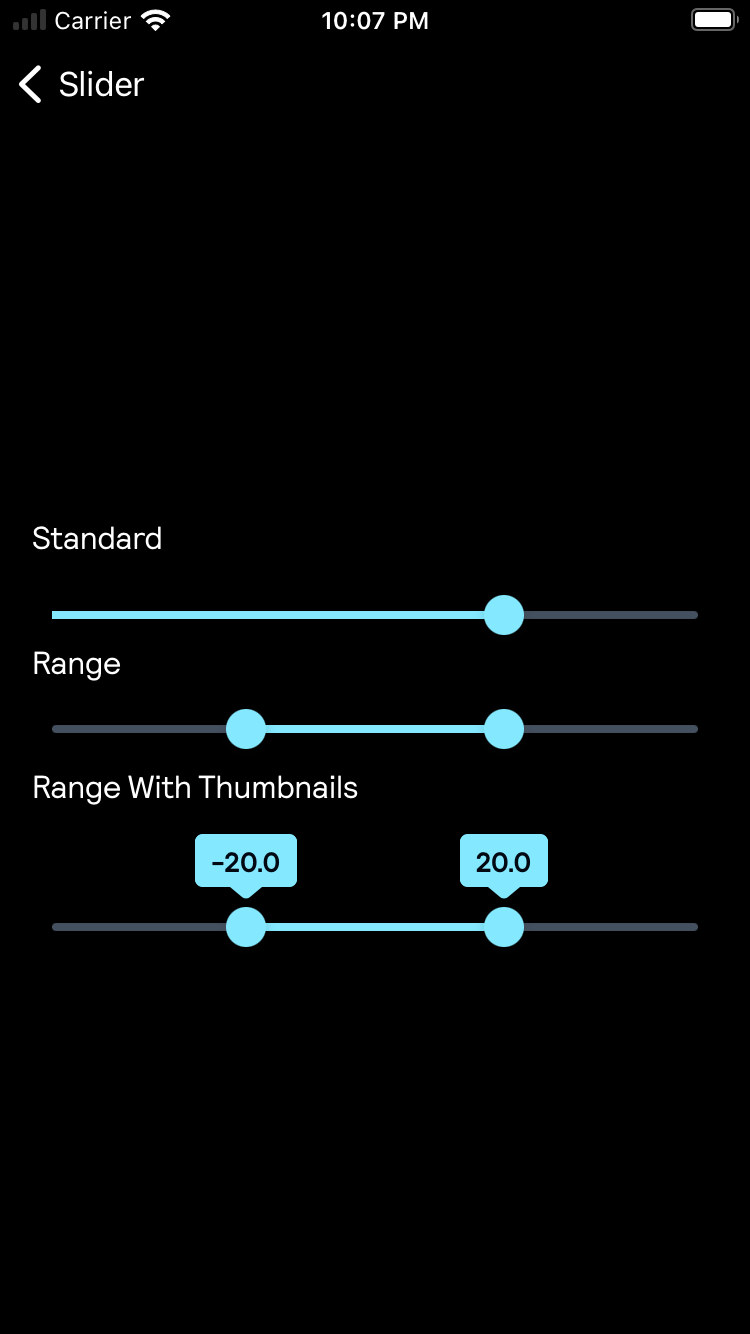 Carrier 10:07 PM
Slider
Standard
Range
Range With Thumbnails
-20.0 20.0